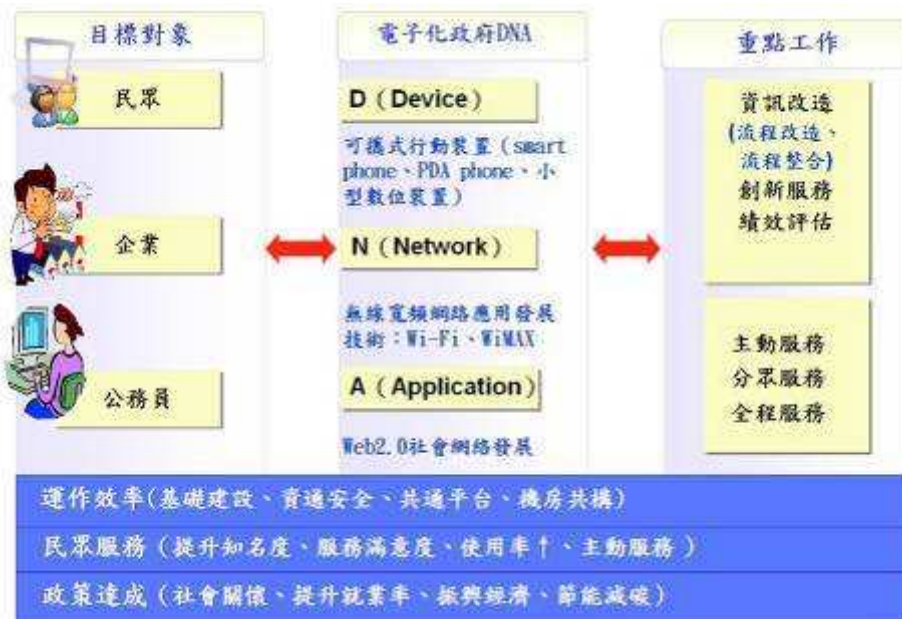 目標對象
民眾
企業
公務員
電子化政府DNA
D（Device）
可攜式行動裝置（smart
phone、PDA phone、小
型數位裝置）
N（Network）
無線寬頻網路應用發展
技術：Wi-Fi、WiMAX
A（Application）
Web2.0社會網絡發展
重點工作
資訊改造
(流程改造、
流程整合)
創新服務
績效評估
主動服務
分眾服務
全程服務
運作效率(基礎建設、資通安全、共通平台、機房共構)
民眾服務（提升知名度、服務滿意度、使用率↑、主動服務 ）
政策達成（社會關懷、提升就業率、振興經濟、節能減碳）